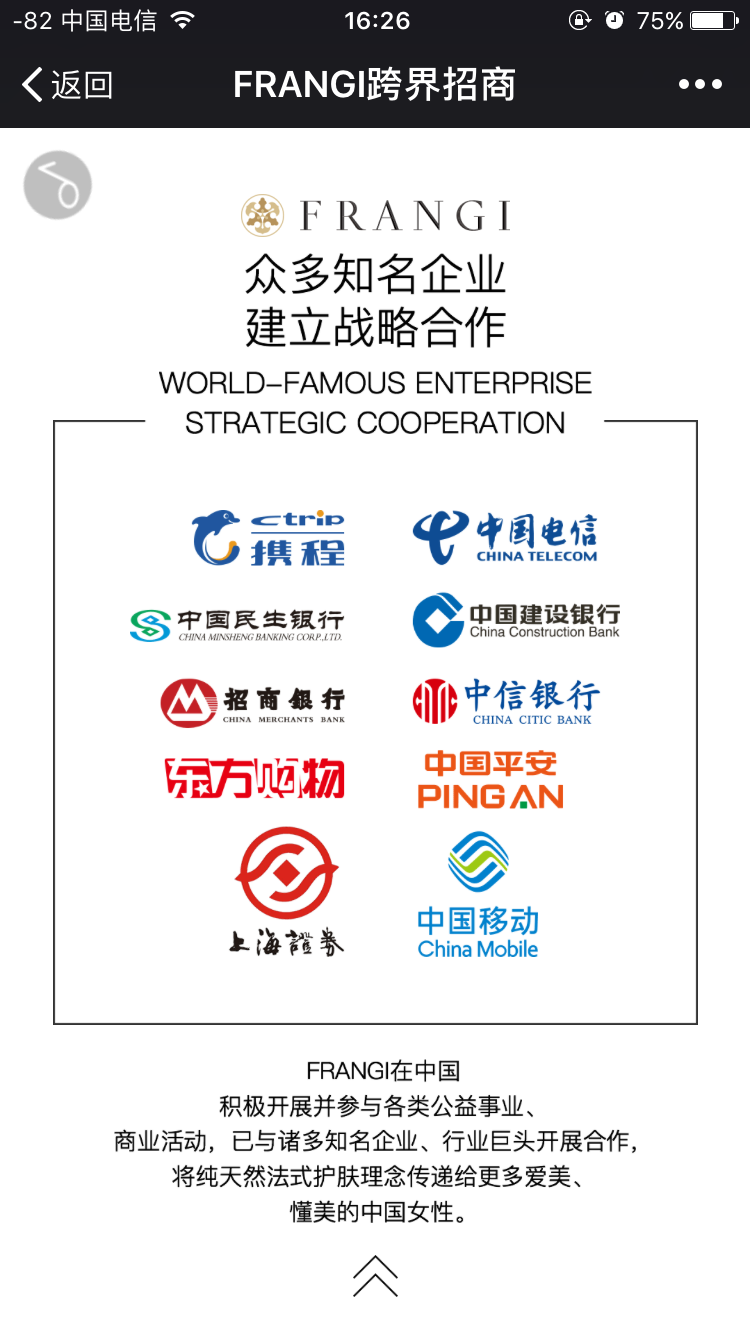 -82 中国电信 16:26 75%
返回 FRANGI跨界招商
FRANGI
众多知名企业
建立战略合作
WORLD-FAMOUS ENTERPRISE
STRATEGIC COOPERATION
ctrip
携程
中国电信
CHINA TELECOM
中国民生银行
CHINA MINSHENG BANKING CORP.,LTD.
中国建设银行
China Construction Bank
招商銀行
CHINA MERCHANTS BANK
中信银行
CHINA CITIC BANK
东方购物
中国平安
PING AN
上海證券
中国移动
China Mobile
FRANGI在中国
积极开展并参与各类公益事业、
商业活动，已与诸多知名企业、行业巨头开展合作，
将纯天然法式护肤理念传递给更多爱美、
懂美的中国女性。